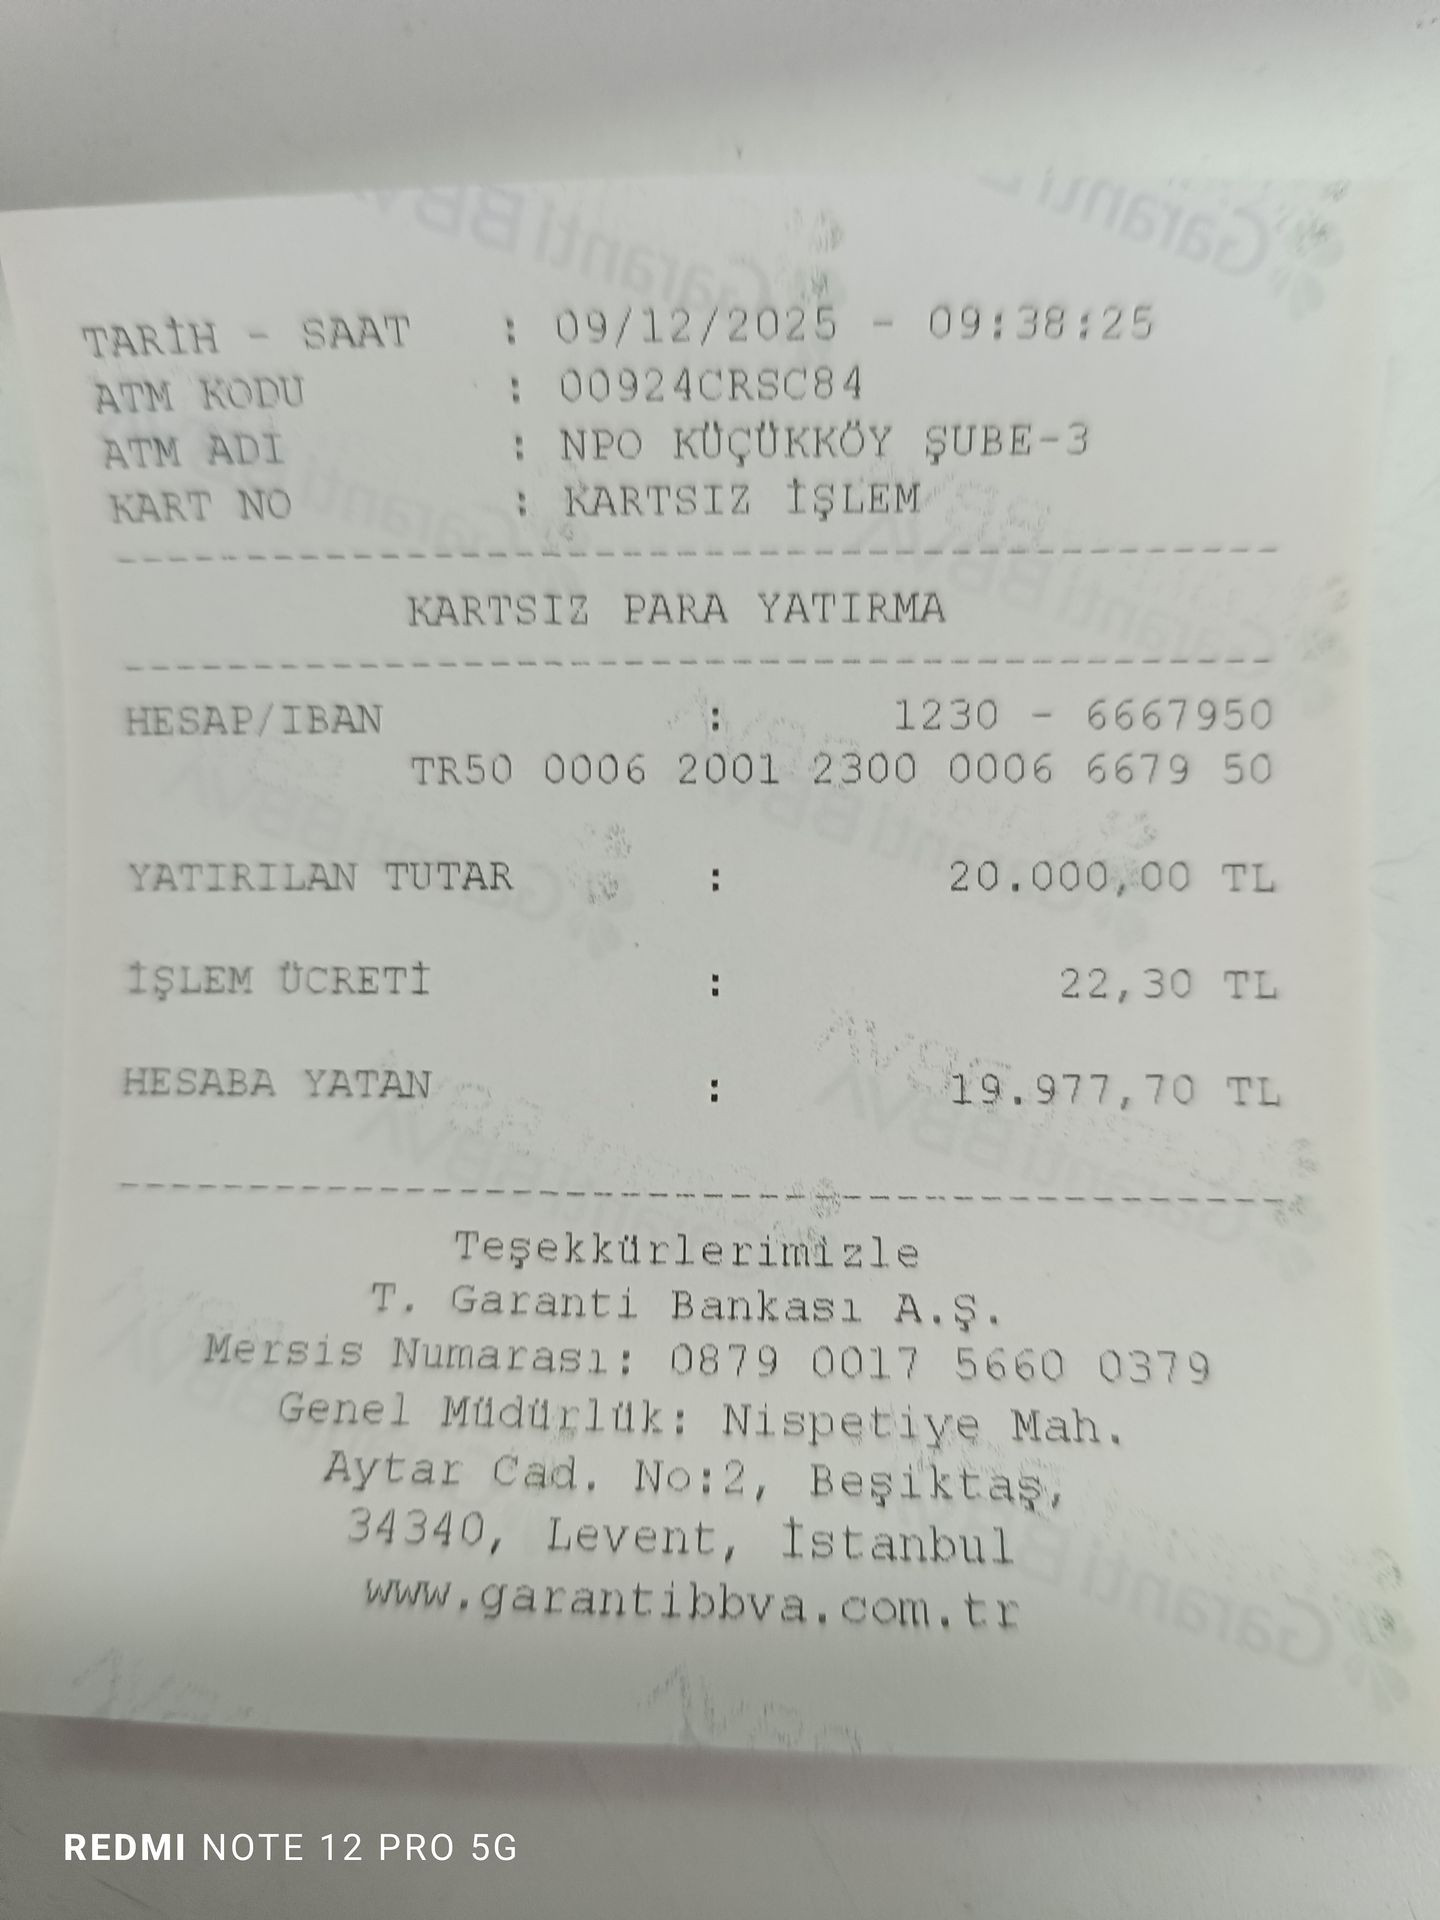 TARİH - SAAT : 09/12/2025 - 09:38:25
ATM KODU : 00924CRSC84
ATM ADI : NPO KÜÇÜKKÖY ŞUBE-3
KART NO : KARTSIZ İŞLEM
KARTSIZ PARA YATIRMA
HESAP/IBAN : 1230 - 6667950
TR50 0006 2001 2300 0006 6679 50
YATIRILAN TUTAR : 20.000,00 TL
İŞLEM ÜCRETİ : 22,30 TL
HESABA YATAN : 19.977,70 TL
Teşekkürlerimizle
T. Garanti Bankası A.Ş.
Mersis Numarası: 0879 0017 5660 0379
Genel Müdürlük: Nispetiye Mah.
Aytar Cad. No:2, Beşiktaş,
34340, Levent, İstanbul
www.garantibbva.com.tr
REDMI NOTE 12 PRO 5G